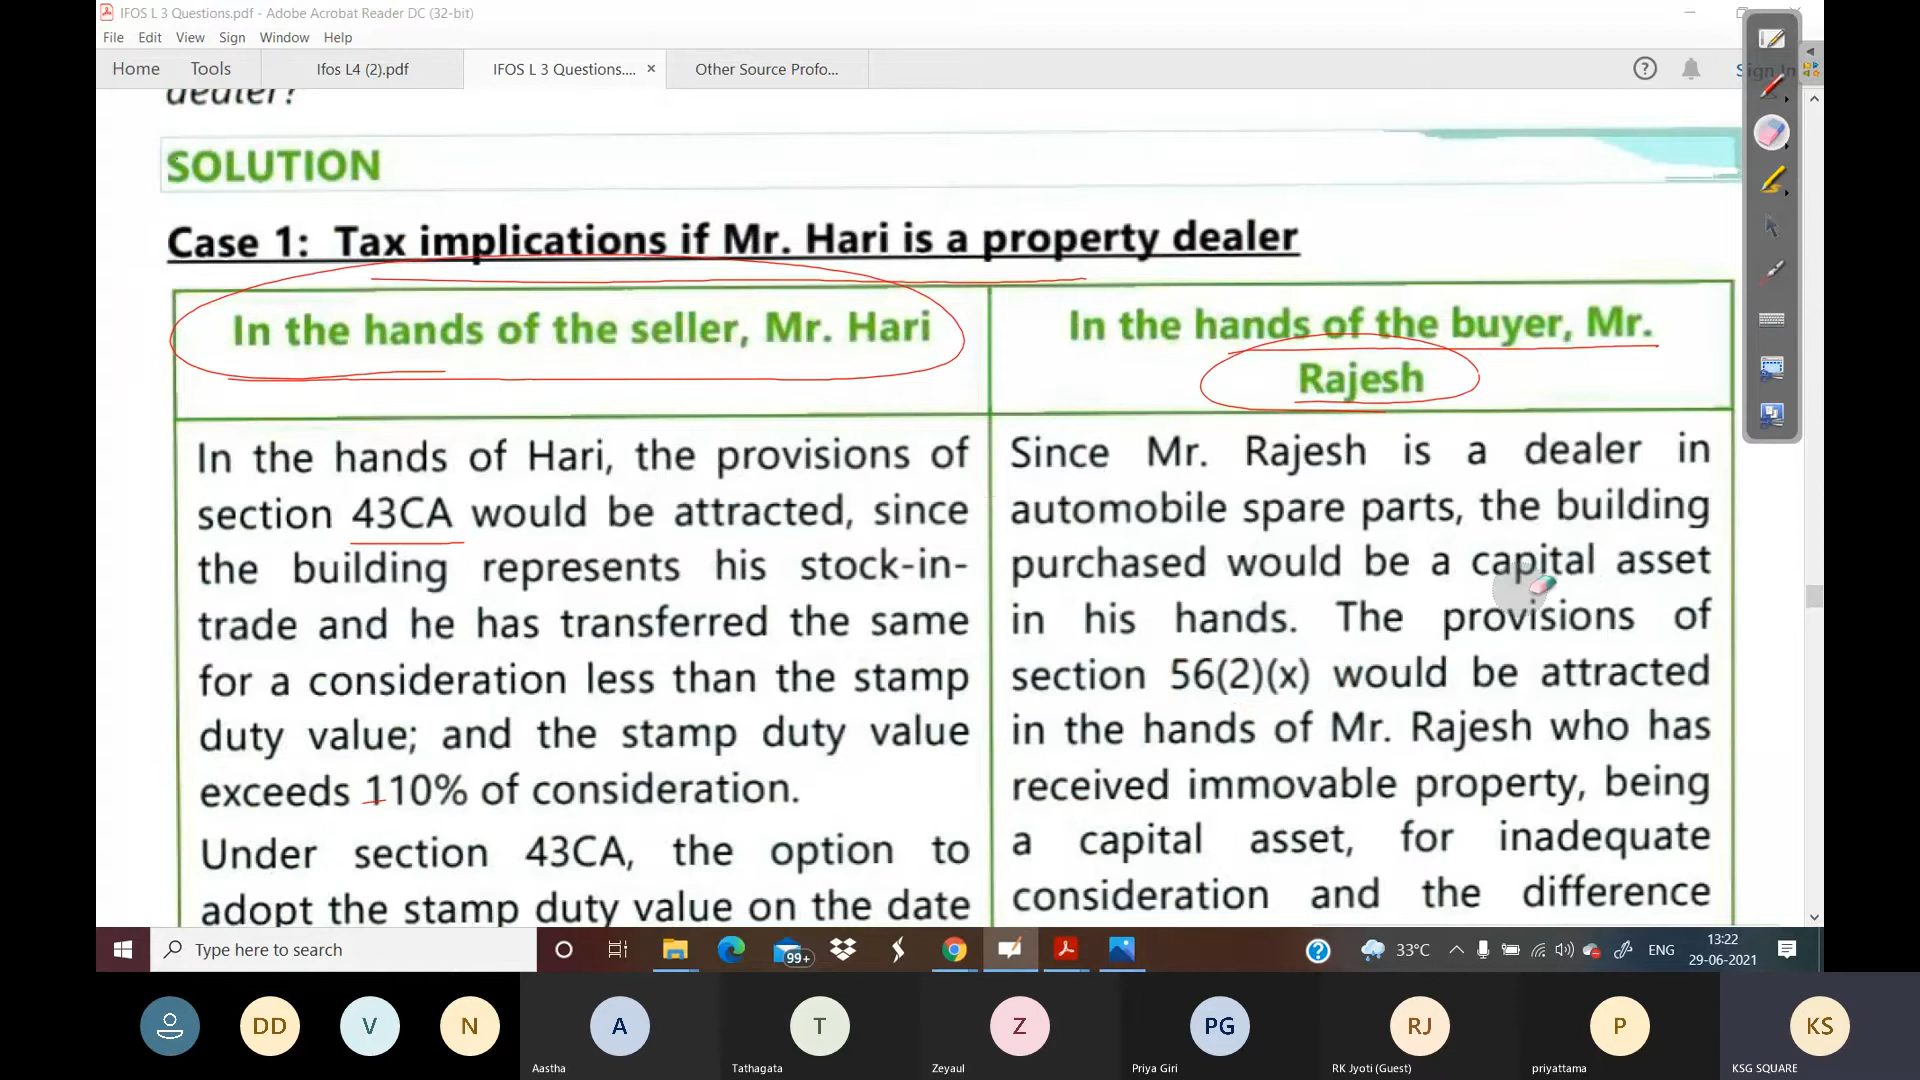 IFOS L 3 Questions.pdf - Adobe Acrobat Reader DC (32-bit)
File Edit View Sign Window Help
Home Tools Ifos L4 (2).pdf IFOS L 3 Questions.... × Other Source Profo... Sign In
dealer?
SOLUTION
Case 1: Tax implications if Mr. Hari is a property dealer
In the hands of the seller, Mr. Hari
In the hands of the buyer, Mr.
Rajesh
In the hands of Hari, the provisions of
section 43CA would be attracted, since
the building represents his stock-in-
trade and he has transferred the same
for a consideration less than the stamp
duty value; and the stamp duty value
exceeds 110% of consideration.
Under section 43CA, the option to
adopt the stamp duty value on the date
Since Mr. Rajesh is a dealer in
automobile spare parts, the building
purchased would be a capital asset
in his hands. The provisions of
section 56(2)(x) would be attracted
in the hands of Mr. Rajesh who has
received immovable property, being
a capital asset, for inadequate
consideration and the difference
Type here to search
99+
33°C
ENG
13:22
29-06-2021
DD V N A T Z PG RJ P KS
Aastha Tathagata Zeyaul Priya Giri RK Jyoti (Guest) priyattama KSG SQUARE